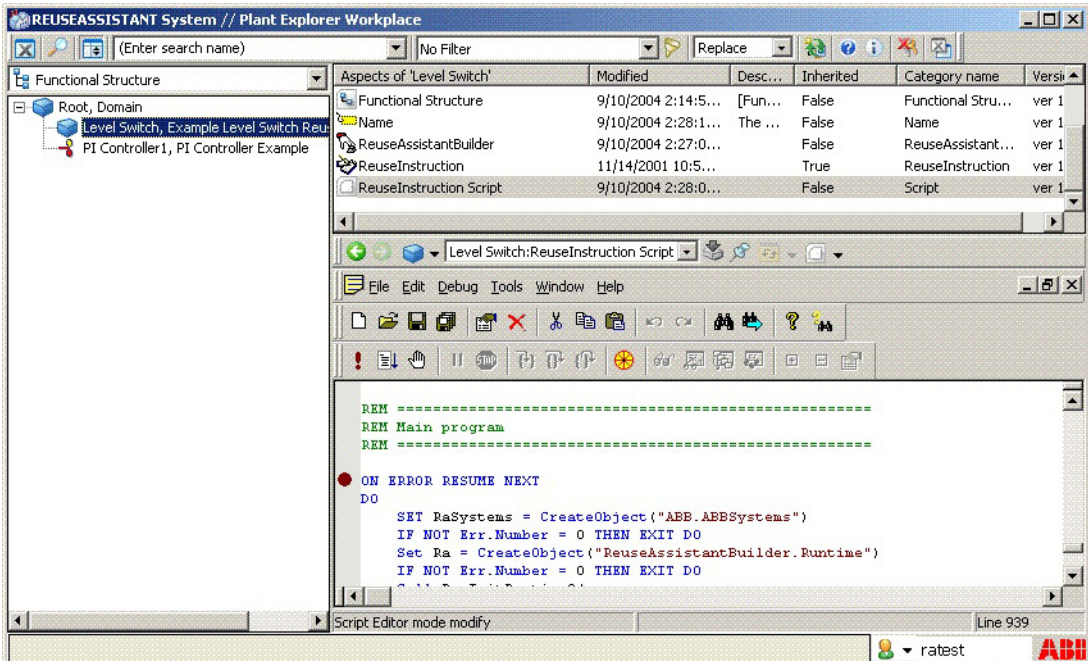 REUSEASSISTANT System // Plant Explorer Workplace
(Enter search name) No Filter Replace
Functional Structure
Root, Domain
Level Switch, Example Level Switch Reu
PI Controller1, PI Controller Example
Aspects of 'Level Switch' Modified Desc... Inherited Category name Versi
Functional Structure 9/10/2004 2:14:5... [Fun... False Functional Stru... ver 1
Name 9/10/2004 2:28:1... The ... False Name ver 1
ReuseAssistantBuilder 9/10/2004 2:27:0... False ReuseAssistant... ver 1
ReuseInstruction 11/14/2001 10:5... True ReuseInstruction ver 1
ReuseInstruction Script 9/10/2004 2:28:0... False Script ver 1
Level Switch:ReuseInstruction Script
File Edit Debug Tools Window Help
STOP
REM =====================================================
REM Main program
REM =====================================================
ON ERROR RESUME NEXT
DO
SET RaSystems = CreateObject("ABB.ABBSystems")
IF NOT Err.Number = 0 THEN EXIT DO
Set Ra = CreateObject("ReuseAssistantBuilder.Runtime")
IF NOT Err.Number = 0 THEN EXIT DO
Script Editor mode modify Line 939
ratest ABB